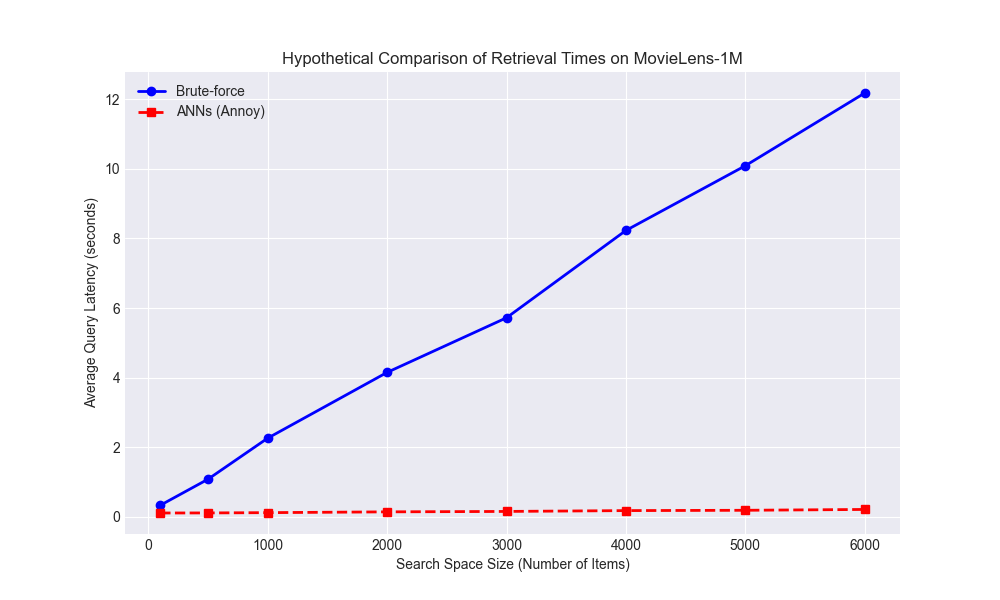 Hypothetical Comparison of Retrieval Times on MovieLens-1M
Brute-force
ANNs (Annoy)
Average Query Latency (seconds)
12
10
8
6
4
2
0
0 1000 2000 3000 4000 5000 6000
Search Space Size (Number of Items)